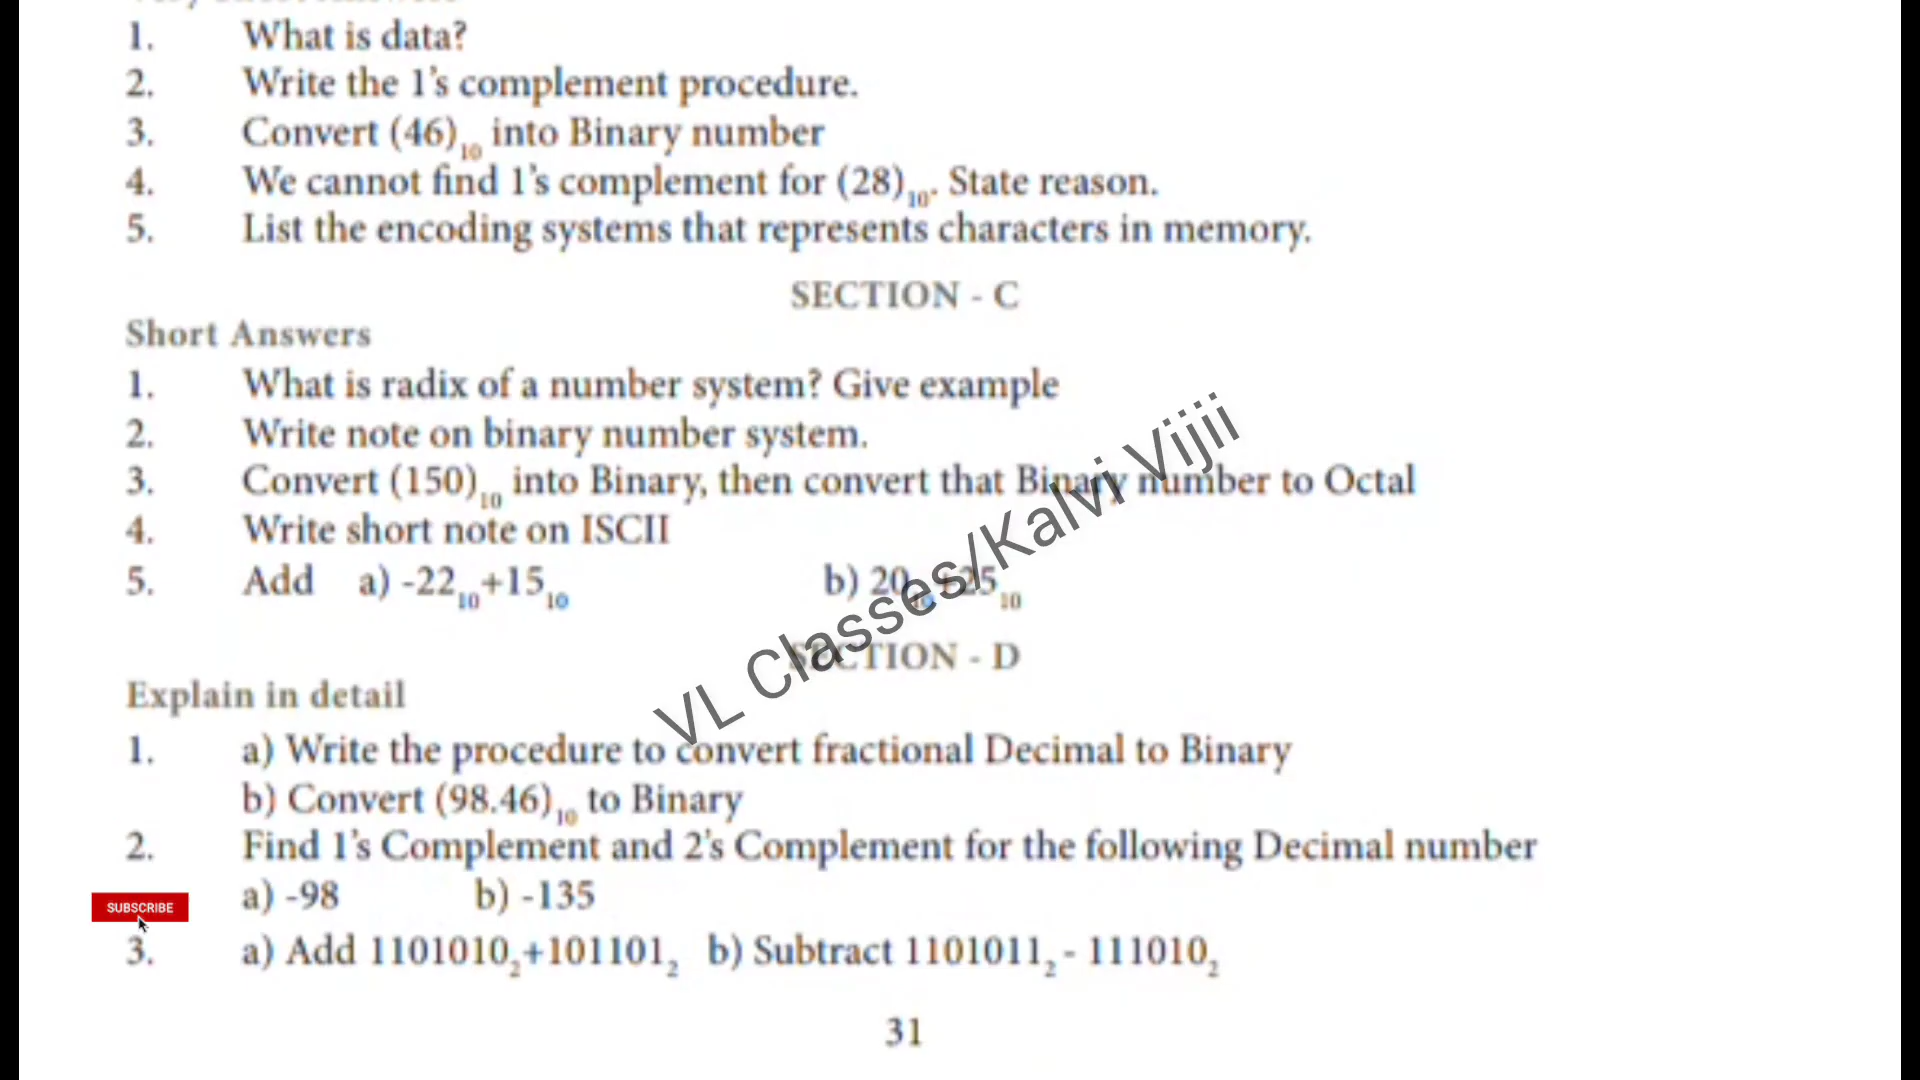 1. What is data?
2. Write the 1's complement procedure.
3. Convert (46)₁₀ into Binary number
4. We cannot find 1's complement for (28)₁₀. State reason.
5. List the encoding systems that represents characters in memory.
SECTION - C
Short Answers
1. What is radix of a number system? Give example
2. Write note on binary number system.
3. Convert (150)₁₀ into Binary, then convert that Binary number to Octal
4. Write short note on ISCII
5. Add a) -22₁₀+15₁₀ b) 20₁₀+25₁₀
SECTION - D
Explain in detail
1. a) Write the procedure to convert fractional Decimal to Binary
b) Convert (98.46)₁₀ to Binary
2. Find 1's Complement and 2's Complement for the following Decimal number
a) -98 b) -135
SUBSCRIBE
3. a) Add 1101010₂+101101₂ b) Subtract 1101011₂ - 111010₂
31
VL Classes/Kalvi Vijii